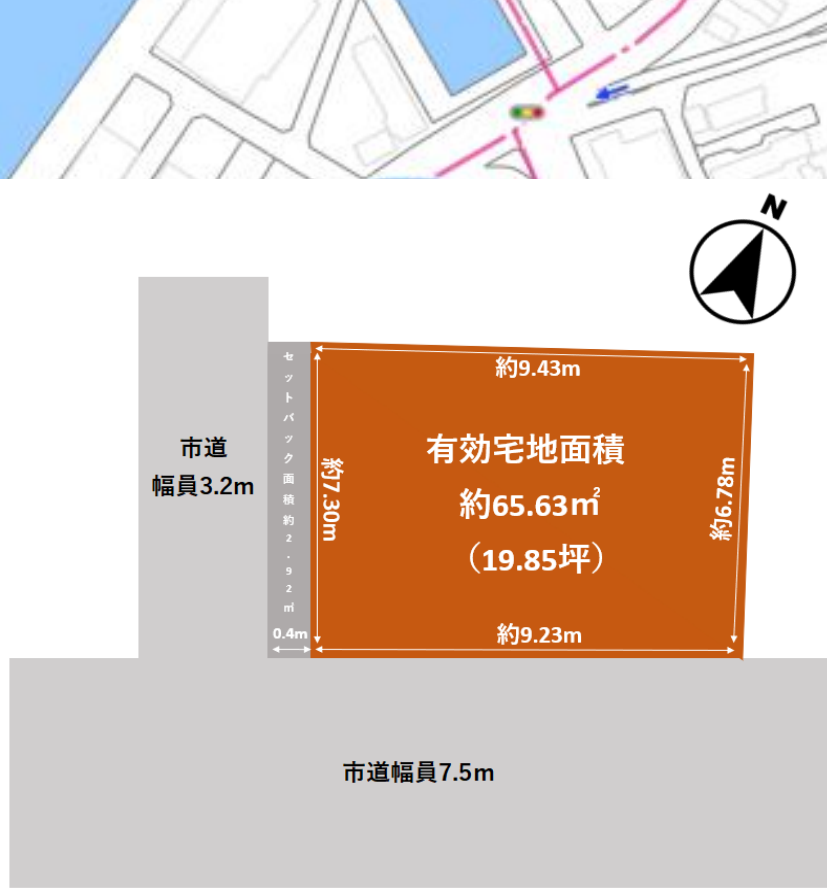 N
約9.43m
セットバック面積約2.92㎡
市道
幅員3.2m
約7.30m
有効宅地面積
約65.63㎡
（19.85坪）
約6.78m
0.4m
約9.23m
市道幅員7.5m